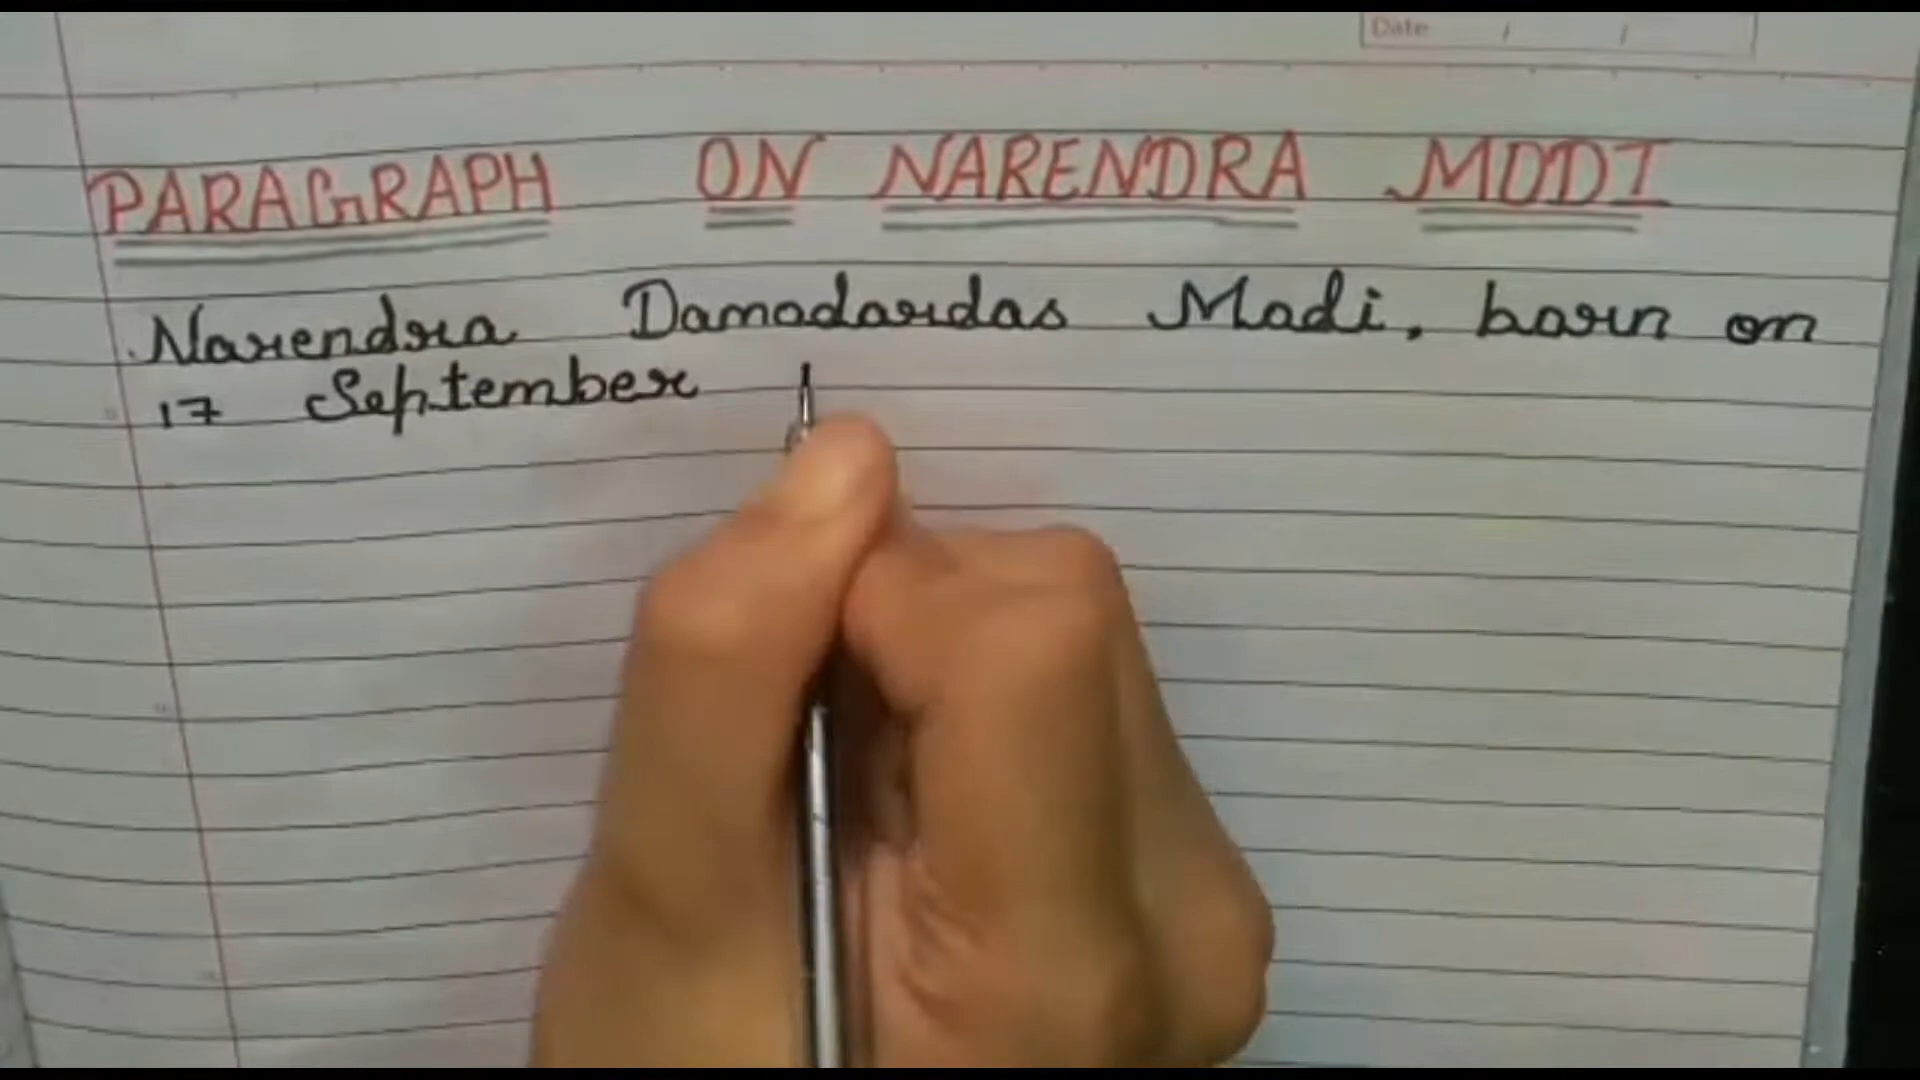 Date / /
PARAGRAPH ON NARENDRA MODI
Narendra Damodardas Modi, born on
17 September